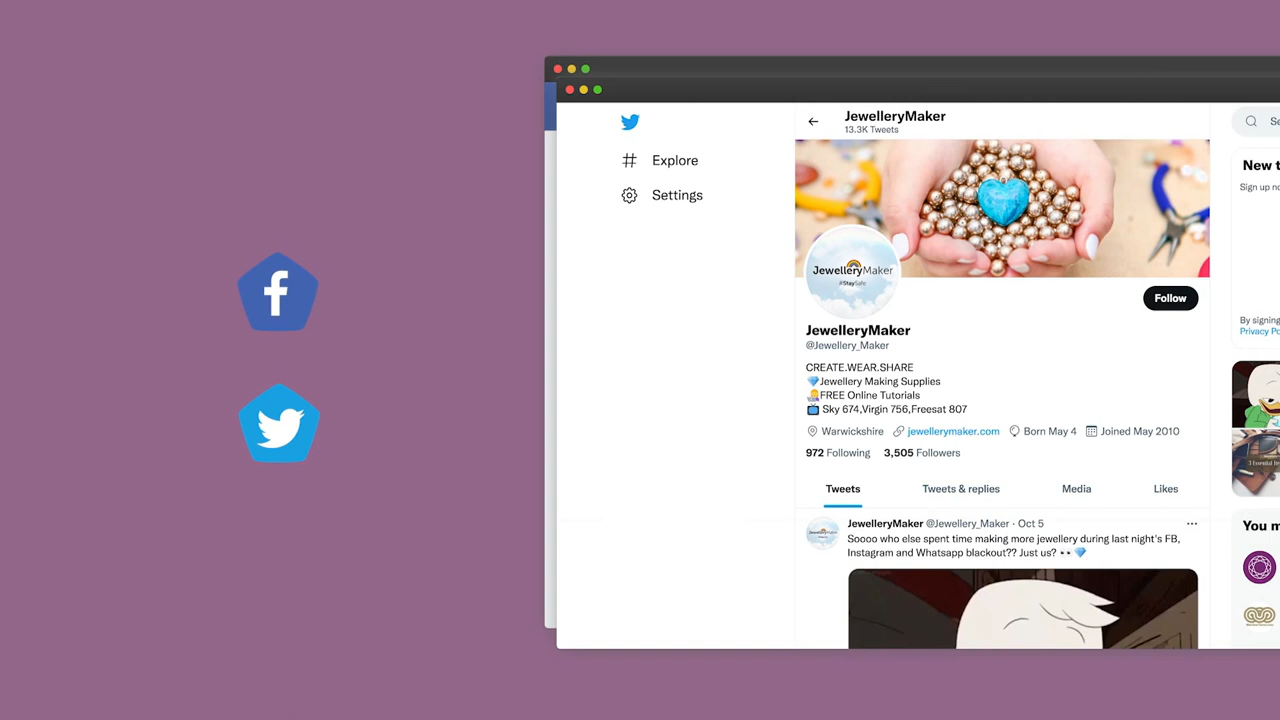 JewelleryMaker
13.3K Tweets
Explore
Settings
JewelleryMaker
#StaySafe
Follow
JewelleryMaker
@Jewellery_Maker
CREATE.WEAR.SHARE
💎Jewellery Making Supplies
👷FREE Online Tutorials
📺 Sky 674,Virgin 756,Freesat 807
Warwickshire jewellerymaker.com Born May 4 Joined May 2010
972 Following 3,505 Followers
Tweets Tweets & replies Media Likes
JewelleryMaker @Jewellery_Maker · Oct 5
Soooo who else spent time making more jewellery during last night's FB,
Instagram and Whatsapp blackout?? Just us? 👀💎
Se
New t
Sign up no
By signing
Privacy Po
You m